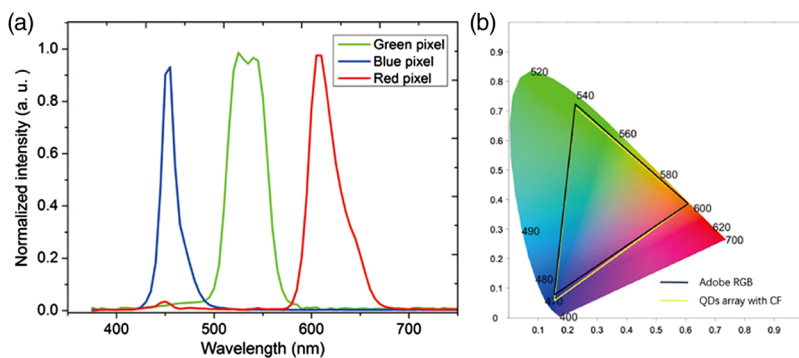 (a)
Normalized intensity (a. u. )
1.0
0.8
0.6
0.4
0.2
0.0
400 500 600 700
Wavelength (nm)
Green pixel
Blue pixel
Red pixel
(b)
0.9
0.8
0.7
0.6
0.5
0.4
0.3
0.2
0.1
0
0.1 0.2 0.3 0.4 0.5 0.6 0.7 0.8 0.9
520
540
560
580
600
620
700
490
480
470
400
Adobe RGB
QDs array with CF